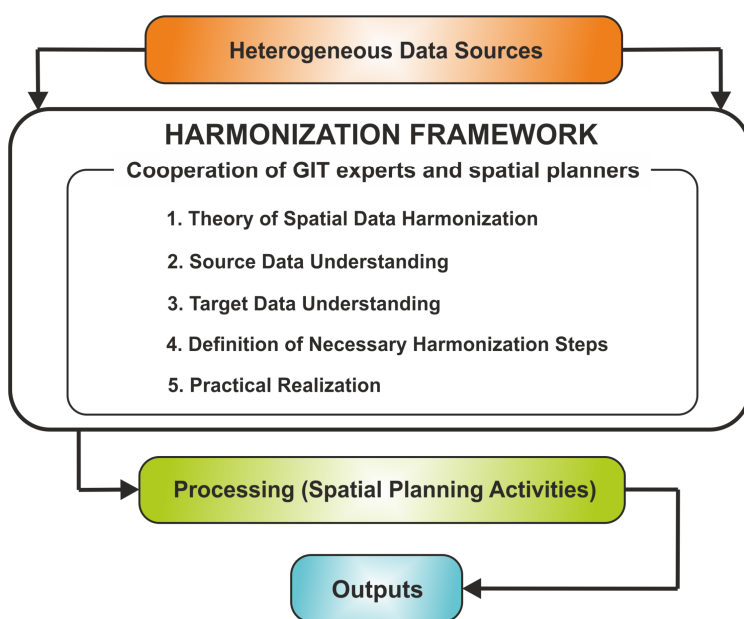 Heterogeneous Data Sources
HARMONIZATION FRAMEWORK
Cooperation of GIT experts and spatial planners
1. Theory of Spatial Data Harmonization
2. Source Data Understanding
3. Target Data Understanding
4. Definition of Necessary Harmonization Steps
5. Practical Realization
Processing (Spatial Planning Activities)
Outputs